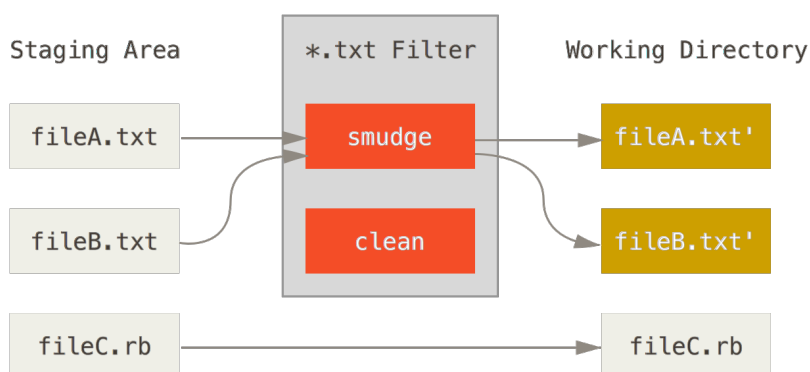 Staging Area
*.txt Filter
Working Directory
fileA.txt
smudge
fileA.txt'
fileB.txt
clean
fileB.txt'
fileC.rb
fileC.rb